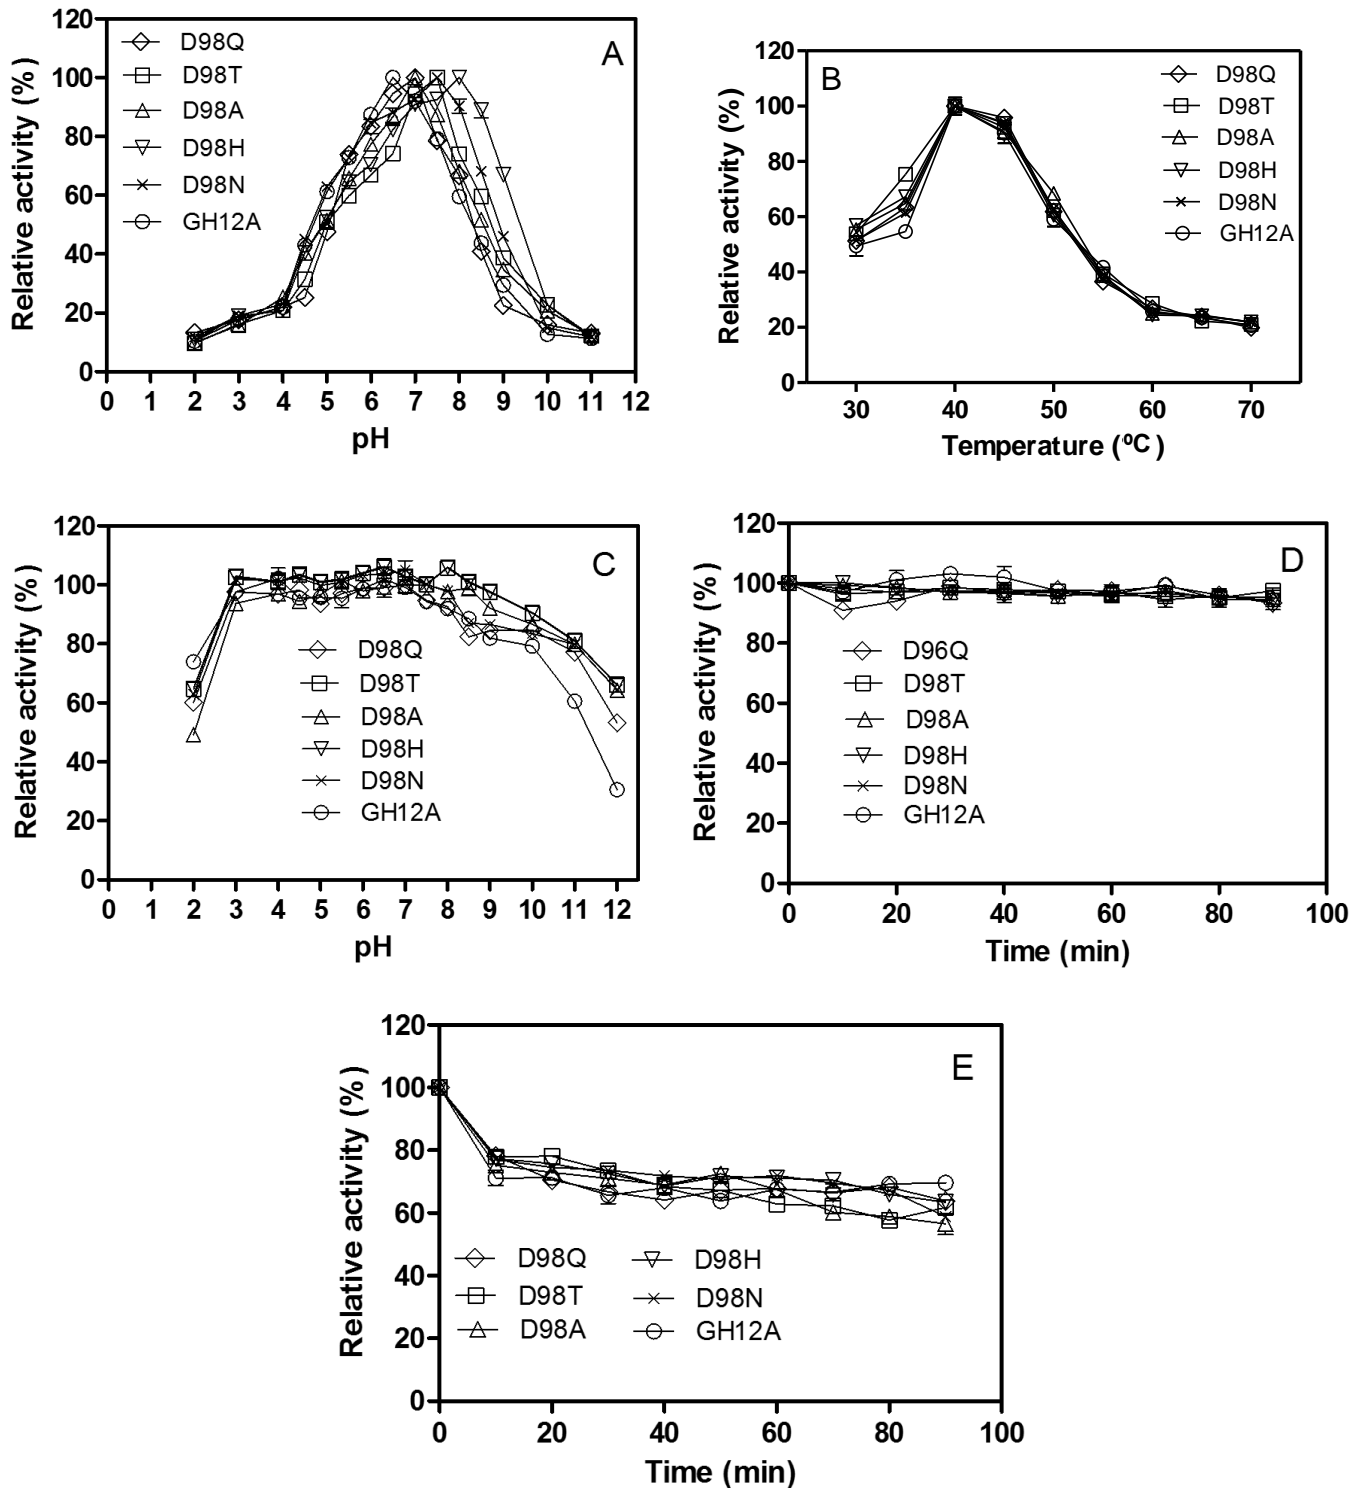 A
Relative activity (%)
120
100
80
60
40
20
0
D98Q
D98T
D98A
D98H
D98N
GH12A
0 1 2 3 4 5 6 7 8 9 10 11 12
pH
B
Relative activity (%)
120
100
80
60
40
20
0
D98Q
D98T
D98A
D98H
D98N
GH12A
30 40 50 60 70
Temperature (ºC)
C
Relative activity (%)
120
100
80
60
40
20
0
D98Q
D98T
D98A
D98H
D98N
GH12A
0 1 2 3 4 5 6 7 8 9 10 11 12
pH
D
Relative activity (%)
120
100
80
60
40
20
0
D96Q
D98T
D98A
D98H
D98N
GH12A
0 20 40 60 80 100
Time (min)
E
Relative activity (%)
120
100
80
60
40
20
0
D98Q D98H
D98T D98N
D98A GH12A
0 20 40 60 80 100
Time (min)